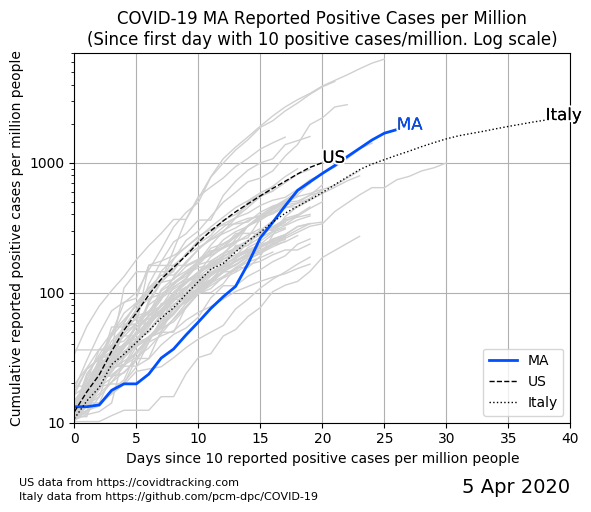 COVID-19 MA Reported Positive Cases per Million
(Since first day with 10 positive cases/million. Log scale)
Cumulative reported positive cases per million people
1000
100
10
Italy
MA
US
MA
US
Italy
0 5 10 15 20 25 30 35 40
Days since 10 reported positive cases per million people
US data from https://covidtracking.com
Italy data from https://github.com/pcm-dpc/COVID-19
5 Apr 2020